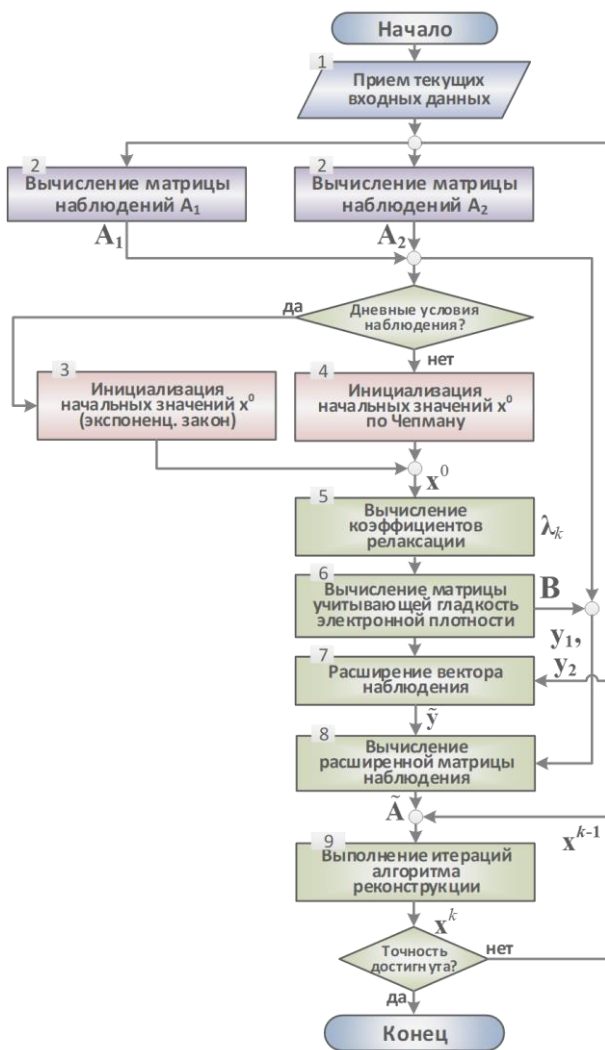 Начало
1
Прием текущих
входных данных
2
Вычисление матрицы
наблюдений A₁
2
Вычисление матрицы
наблюдений A₂
A₁
A₂
Дневные условия
наблюдения?
да
нет
3
Инициализация
начальных значений x⁰
(экспоненц. закон)
4
Инициализация
начальных значений x⁰
по Чепману
x⁰
5
Вычисление
коэффициентов
релаксации
λₖ
6
Вычисление матрицы
учитывающей гладкость
электронной плотности
B
y₁,
y₂
7
Расширение вектора
наблюдения
ỹ
8
Вычисление
расширенной матрицы
наблюдения
Ã
xᵏ⁻¹
9
Выполнение итераций
алгоритма
реконструкции
xᵏ
Точность
достигнута?
нет
да
Конец